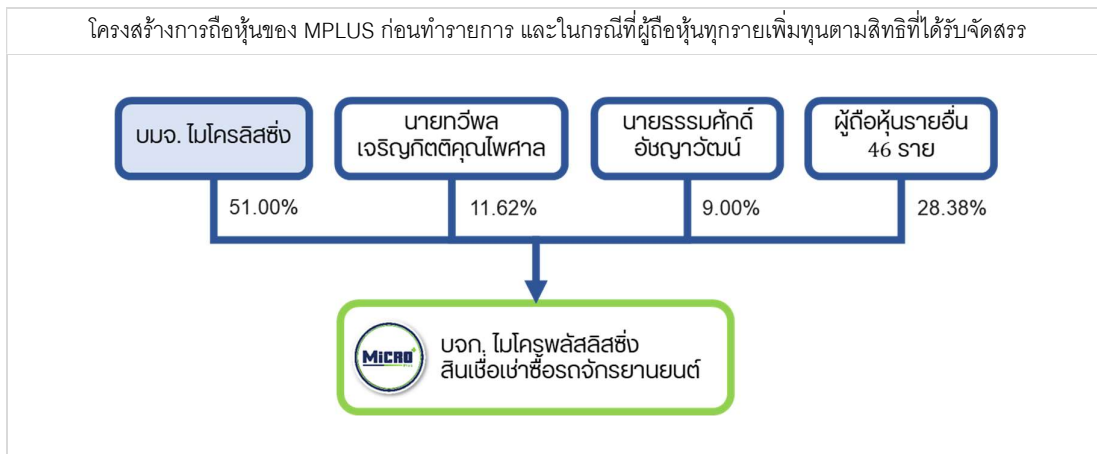 โครงสร้างการถือหุ้นของ MPLUS ก่อนทำรายการ และในกรณีที่ผู้ถือหุ้นทุกรายเพิ่มทุนตามสิทธิที่ได้รับจัดสรร
บมจ. ไมโครลิสซิ่ง
นายทวีพล
เจริญกิตติคุณไพศาล
นายธรรมศักดิ์
อัชญาวัฒน์
ผู้ถือหุ้นรายอื่น
46 ราย
51.00%
11.62%
9.00%
28.38%
MiCRO
บจก. ไมโครพลัสลิสซิ่ง
สินเชื่อเช่าซื้อรถจักรยานยนต์